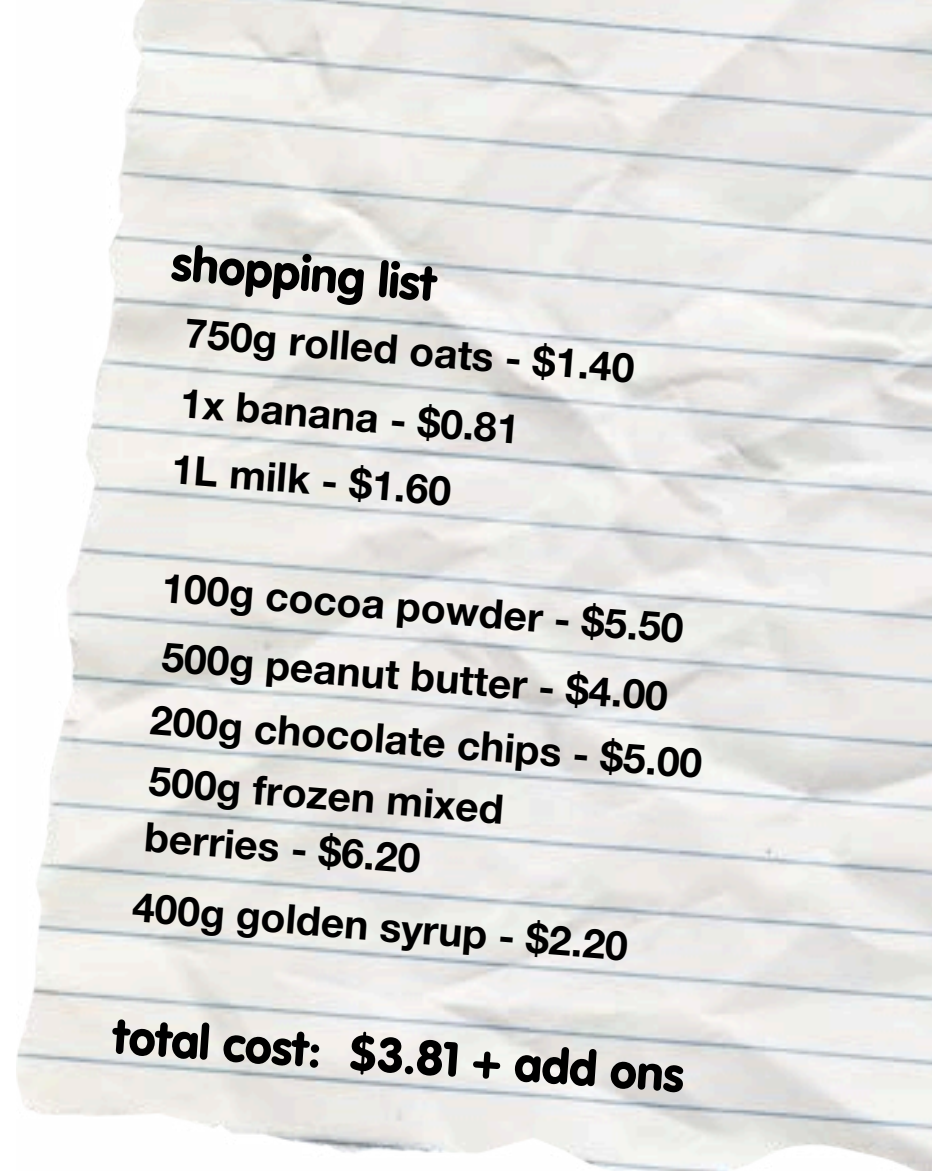 shopping list
750g rolled oats - $1.40
1x banana - $0.81
1L milk - $1.60
100g cocoa powder - $5.50
500g peanut butter - $4.00
200g chocolate chips - $5.00
500g frozen mixed
berries - $6.20
400g golden syrup - $2.20
total cost: $3.81 + add ons